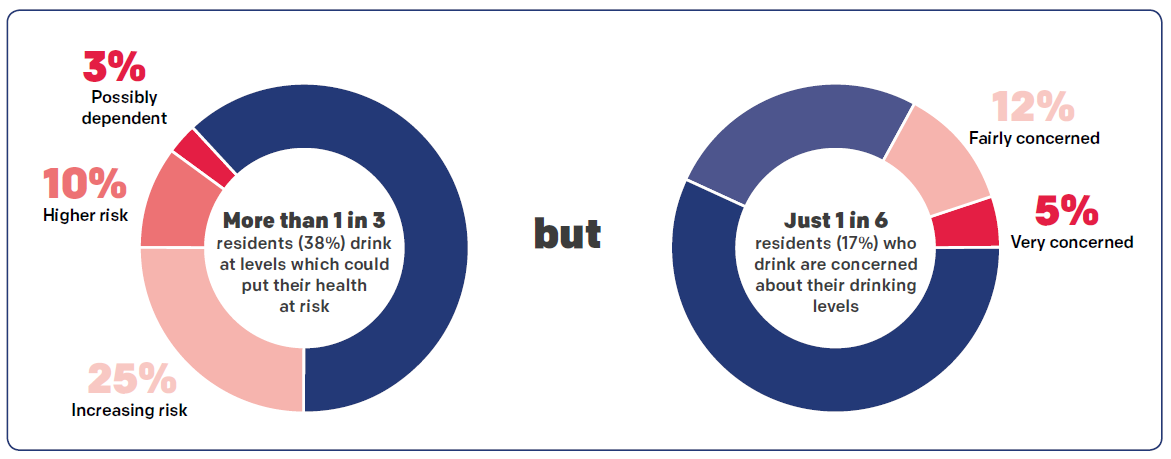 3%
Possibly
dependent
10%
Higher risk
25%
Increasing risk
More than 1 in 3
residents (38%) drink
at levels which could
put their health
at risk
but
Just 1 in 6
residents (17%) who
drink are concerned
about their drinking
levels
12%
Fairly concerned
5%
Very concerned